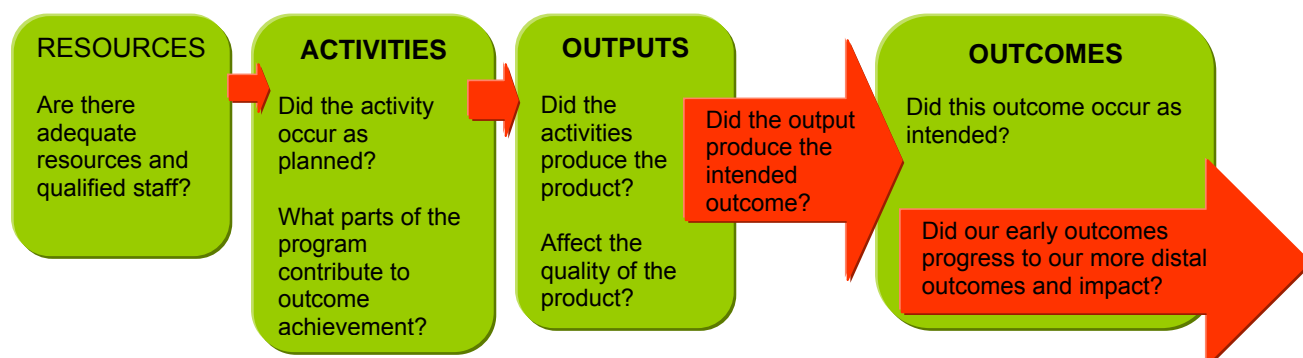 RESOURCES
Are there
adequate
resources and
qualified staff?
ACTIVITIES
Did the activity
occur as
planned?
What parts of the
program
contribute to
outcome
achievement?
OUTPUTS
Did the
activities
produce the
product?
Affect the
quality of the
product?
Did the output
produce the
intended
outcome?
OUTCOMES
Did this outcome occur as
intended?
Did our early outcomes
progress to our more distal
outcomes and impact?